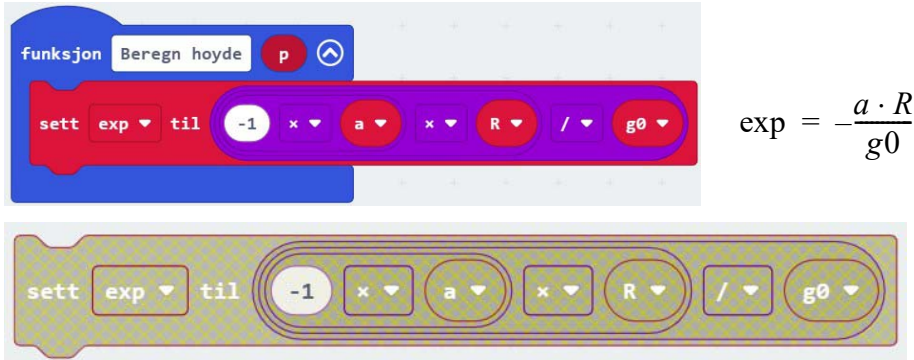 funksjon Beregn hoyde p
sett exp til -1 × a × R / g0
exp = −a · R
g0
sett exp til -1 × a × R / g0